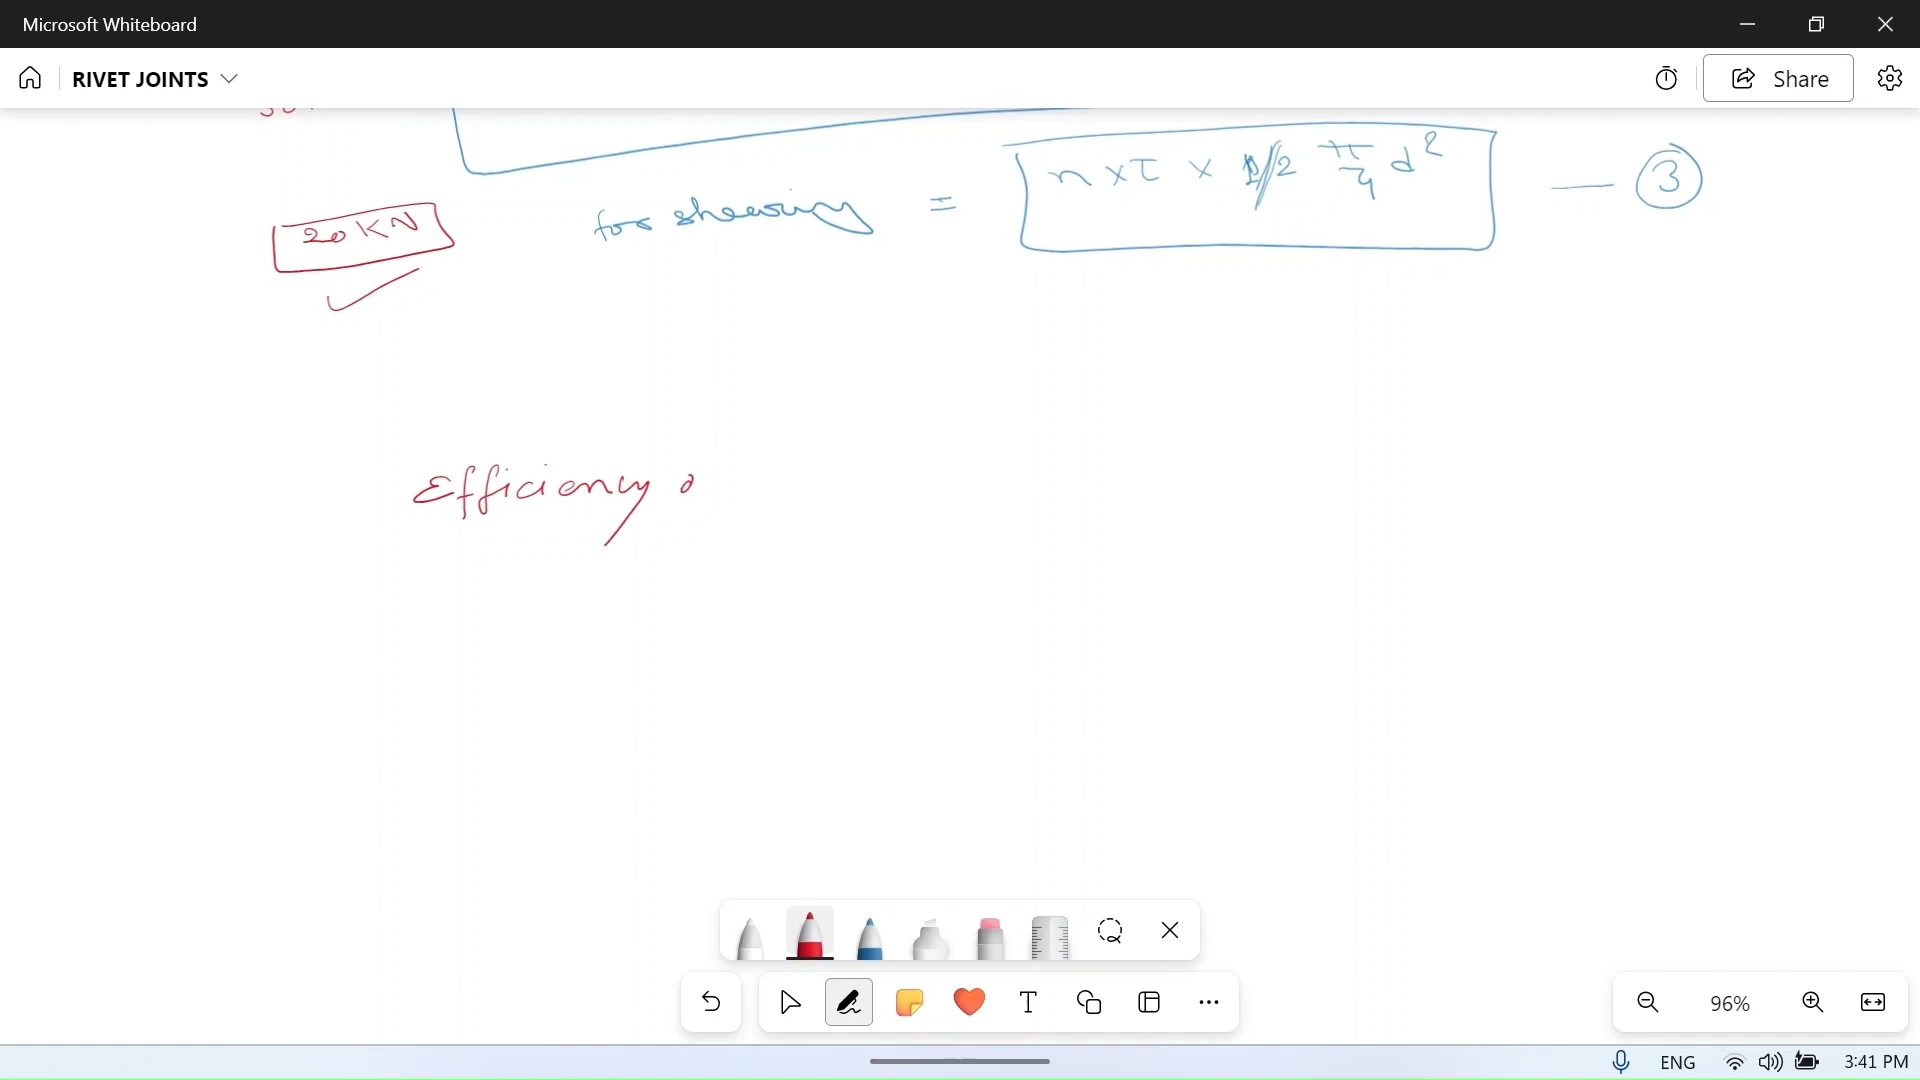 Microsoft Whiteboard
RIVET JOINTS
Share
n × τ × 1/2 π/4 d² — ③
20 KN
for shearing =
Efficiency o
96%
ENG
3:41 PM